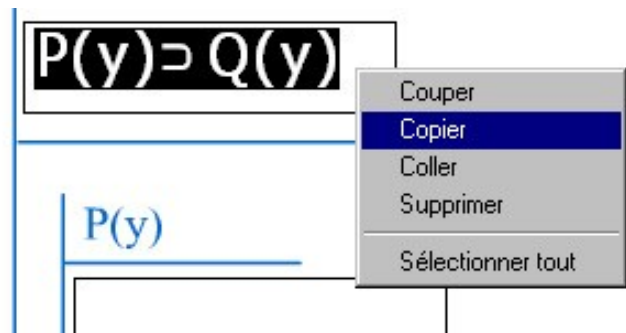 P(y)⊃ Q(y)
Couper
Copier
Coller
Supprimer
Sélectionner tout
P(y)